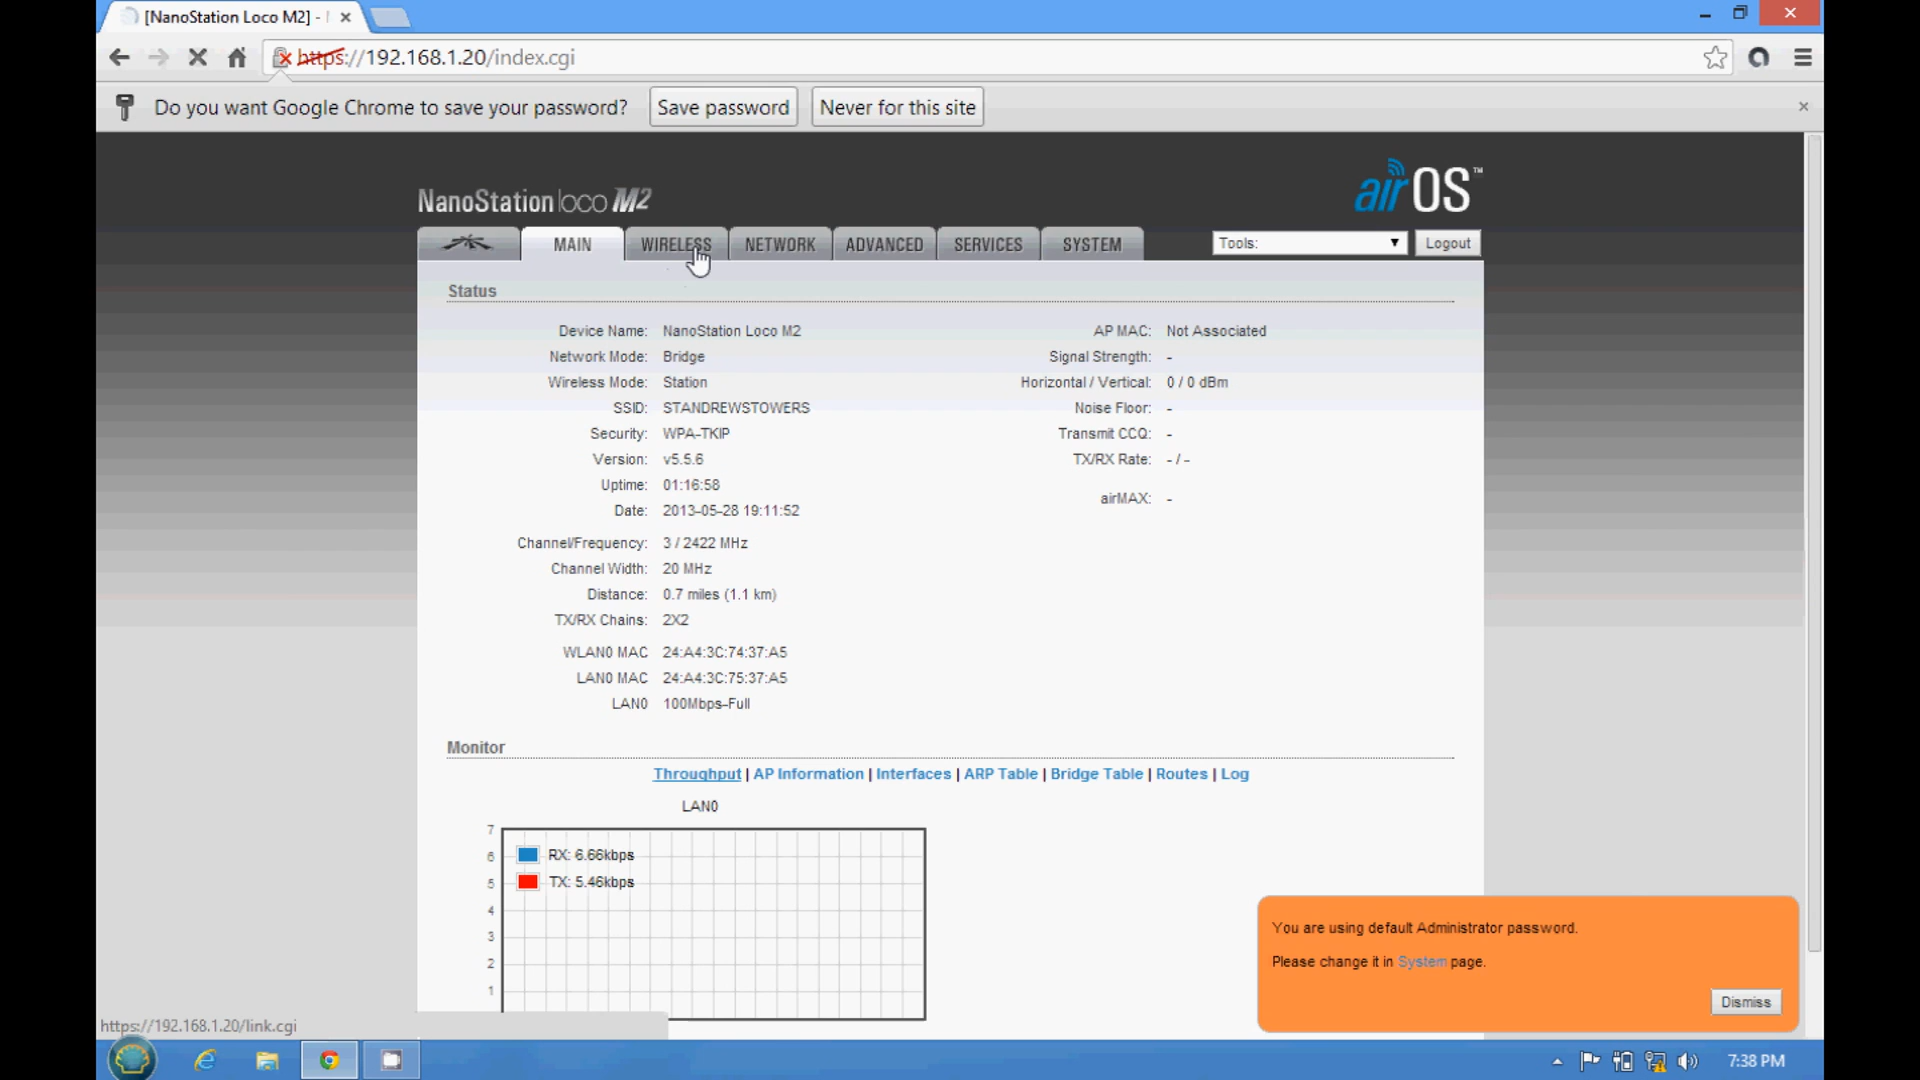 [NanoStation Loco M2] -
https://192.168.1.20/index.cgi
Do you want Google Chrome to save your password? Save password Never for this site
NanoStation loco M2 airOS™
MAIN WIRELESS NETWORK ADVANCED SERVICES SYSTEM Tools: Logout
Status
Device Name: NanoStation Loco M2 AP MAC: Not Associated
Network Mode: Bridge Signal Strength: -
Wireless Mode: Station Horizontal / Vertical: 0 / 0 dBm
SSID: STANDREWSTOWERS Noise Floor: -
Security: WPA-TKIP Transmit CCQ: -
Version: v5.5.6 TX/RX Rate: - / -
Uptime: 01:16:58 airMAX: -
Date: 2013-05-28 19:11:52
Channel/Frequency: 3 / 2422 MHz
Channel Width: 20 MHz
Distance: 0.7 miles (1.1 km)
TX/RX Chains: 2X2
WLAN0 MAC 24:A4:3C:74:37:A5
LAN0 MAC 24:A4:3C:75:37:A5
LAN0 100Mbps-Full
Monitor
Throughput | AP Information | Interfaces | ARP Table | Bridge Table | Routes | Log
LAN0
7
6 RX: 6.66kbps
5 TX: 5.46kbps
4
3
2
1
You are using default Administrator password.
Please change it in System page.
Dismiss
https://192.168.1.20/link.cgi
7:38 PM